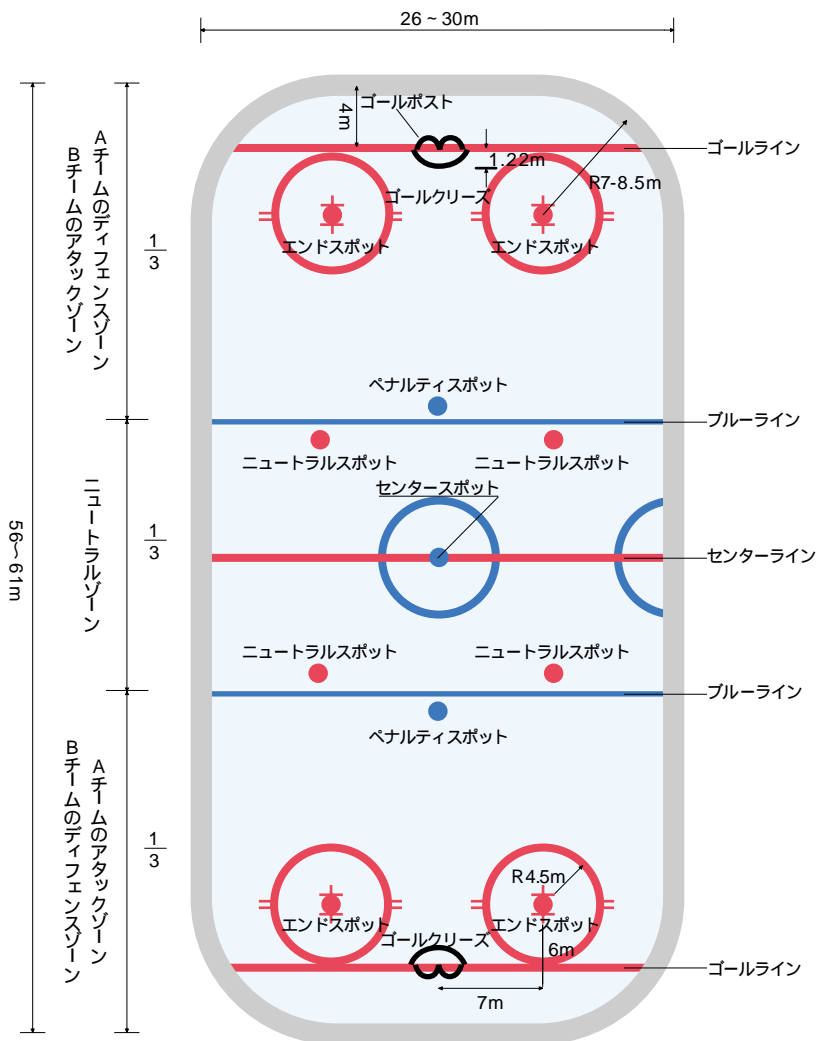 26～30m
ゴールポスト
4m
1.22m
ゴールライン
R7-8.5m
ゴールクリーズ
エンドスポット
エンドスポット
Aチームのディフェンスゾーン
Bチームのアタックゾーン
1
3
ペナルティスポット
ブルーライン
ニュートラルスポット
ニュートラルスポット
センタースポット
ニュートラルゾーン
1
3
56～61m
センターライン
ニュートラルスポット
ニュートラルスポット
ブルーライン
ペナルティスポット
Aチームのアタックゾーン
Bチームのディフェンスゾーン
1
3
R4.5m
エンドスポット
エンドスポット
ゴールクリーズ
6m
ゴールライン
7m